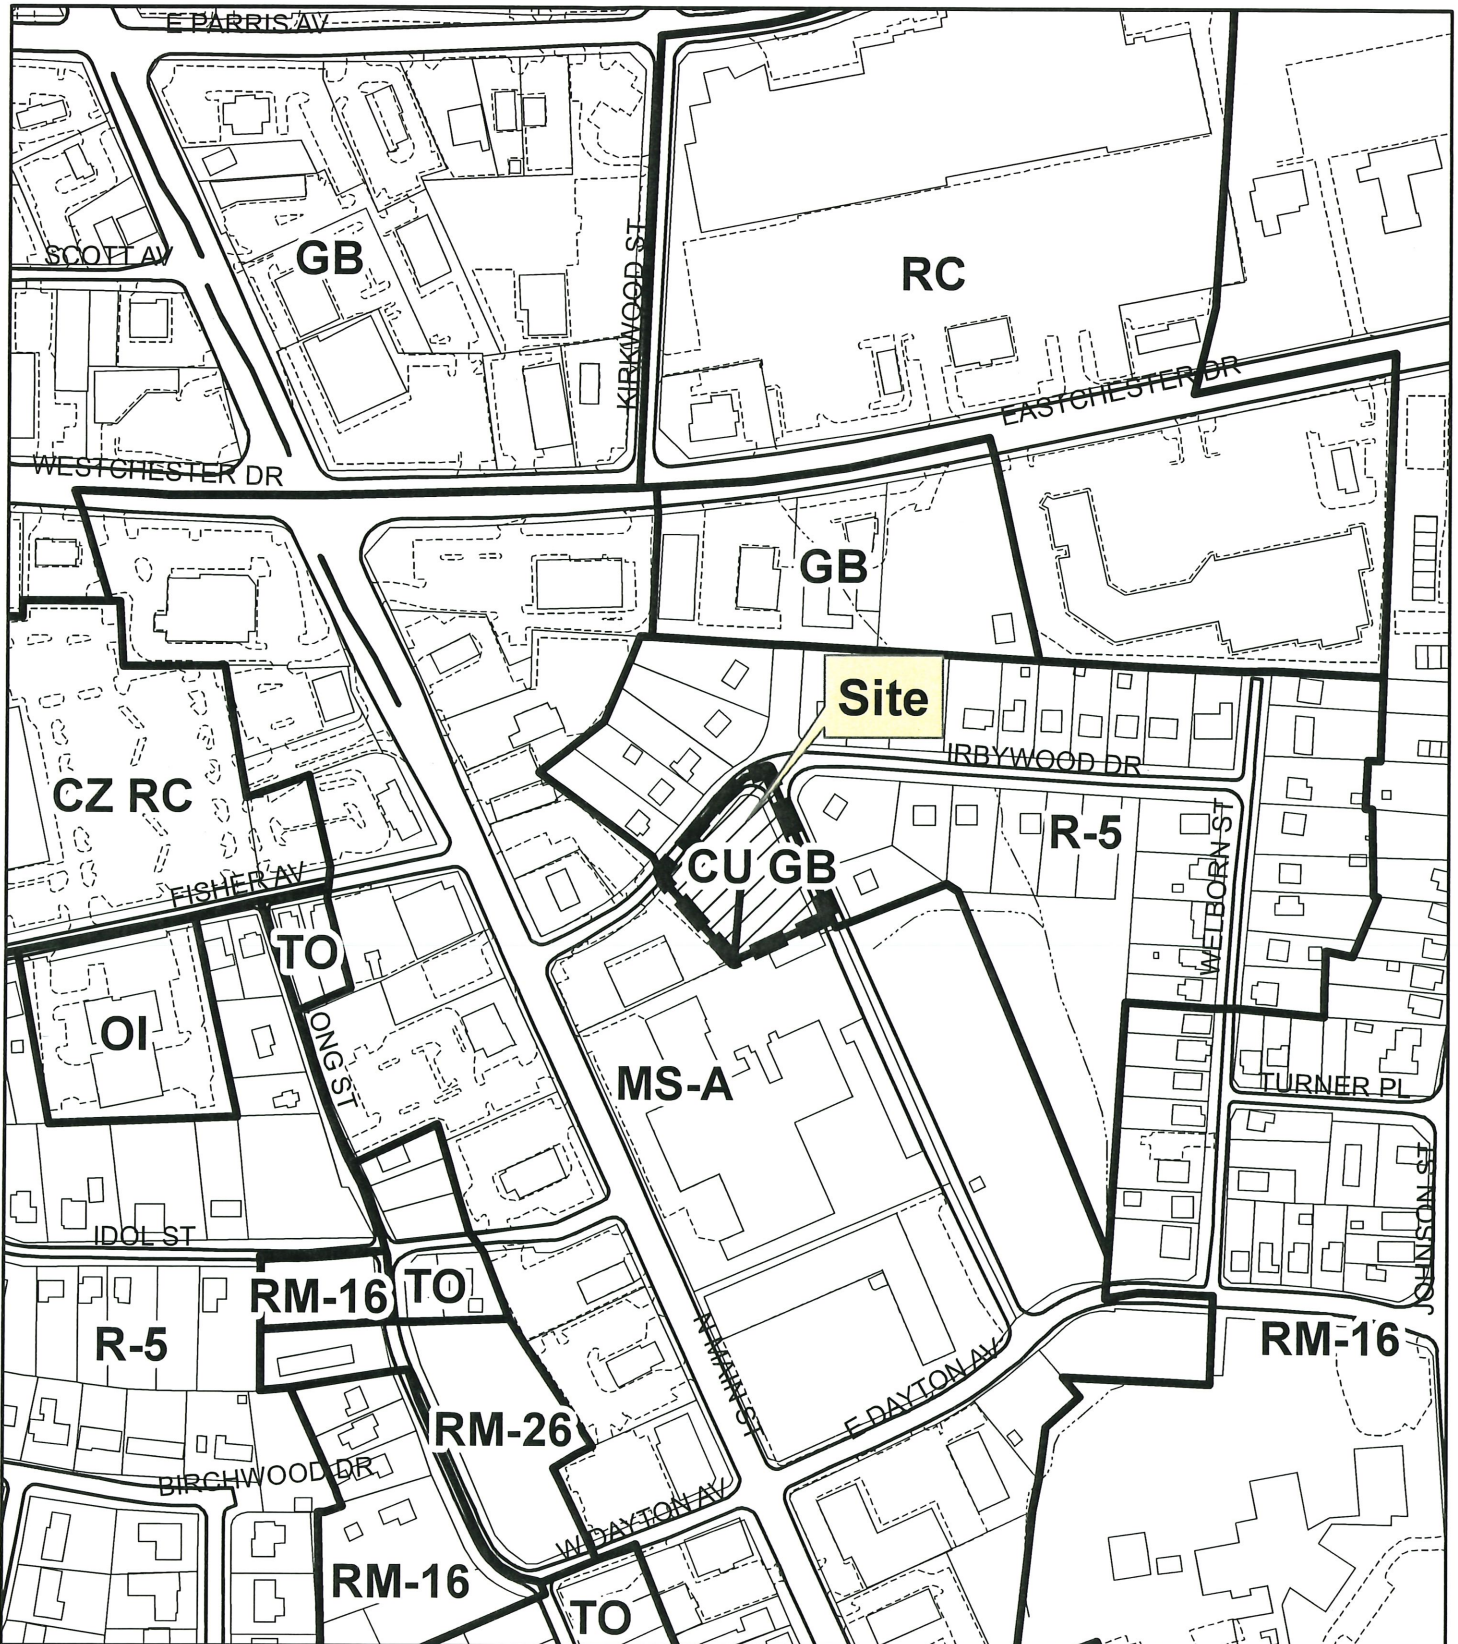 E PARRIS AV
SCOTT AV
GB
KIRKWOOD ST
RC
EASTCHESTER DR
WESTCHESTER DR
GB
Site
CZ RC
IRBYWOOD DR
CU GB
R-5
WELBORN ST
FISHER AV
TO
OI
LONG ST
MS-A
TURNER PL
JOHNSON ST
IDOL ST
RM-16
TO
R-5
N MAIN ST
E DAYTON AV
RM-16
RM-26
BIRCHWOOD DR
W DAYTON AV
RM-16
TO